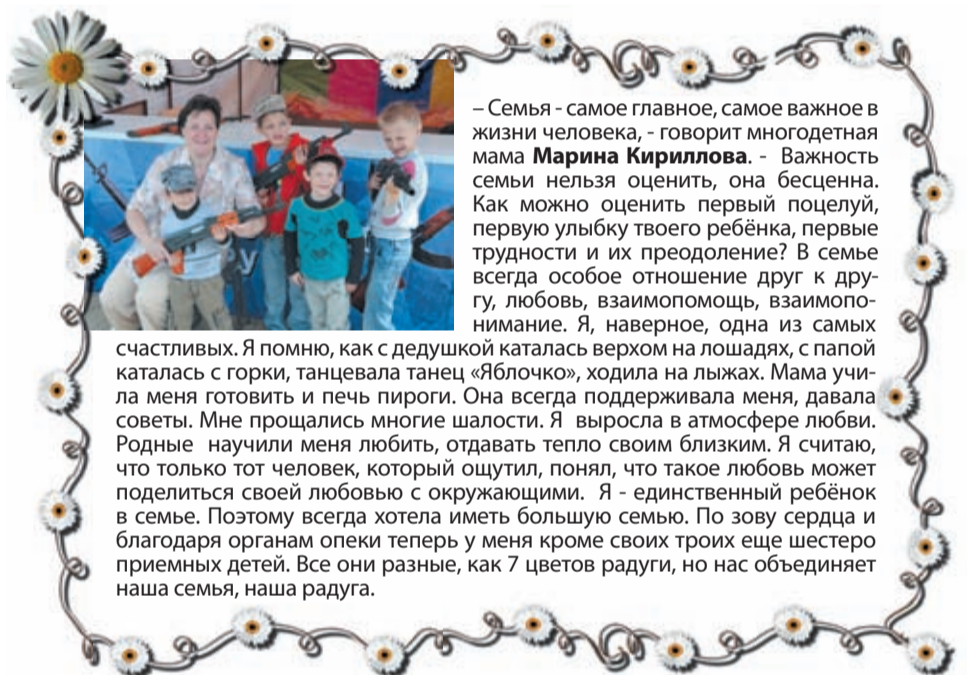 – Семья - самое главное, самое важное в
жизни человека, - говорит многодетная
мама Марина Кириллова. - Важность
семьи нельзя оценить, она бесценна.
Как можно оценить первый поцелуй,
первую улыбку твоего ребёнка, первые
трудности и их преодоление? В семье
всегда особое отношение друг к дру-
гу, любовь, взаимопомощь, взаимопо-
нимание. Я, наверное, одна из самых
счастливых. Я помню, как с дедушкой каталась верхом на лошадях, с папой
каталась с горки, танцевала танец «Яблочко», ходила на лыжах. Мама учи-
ла меня готовить и печь пироги. Она всегда поддерживала меня, давала
советы. Мне прощались многие шалости. Я выросла в атмосфере любви.
Родные научили меня любить, отдавать тепло своим близким. Я считаю,
что только тот человек, который ощутил, понял, что такое любовь может
поделиться своей любовью с окружающими. Я - единственный ребёнок
в семье. Поэтому всегда хотела иметь большую семью. По зову сердца и
благодаря органам опеки теперь у меня кроме своих троих еще шестеро
приемных детей. Все они разные, как 7 цветов радуги, но нас объединяет
наша семья, наша радуга.